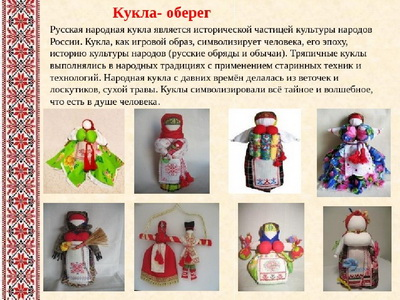 Кукла- оберег
Русская народная кукла является исторической частицей культуры народов
России. Кукла, как игровой образ, символизирует человека, его эпоху,
историю культуры народов (русские обряды и обычаи). Тряпичные куклы
выполнялись в народных традициях с применением старинных техник и
технологий. Народная кукла с давних времён делалась из веточек и
лоскутиков, сухой травы. Куклы символизировали всё тайное и волшебное,
что есть в душе человека.